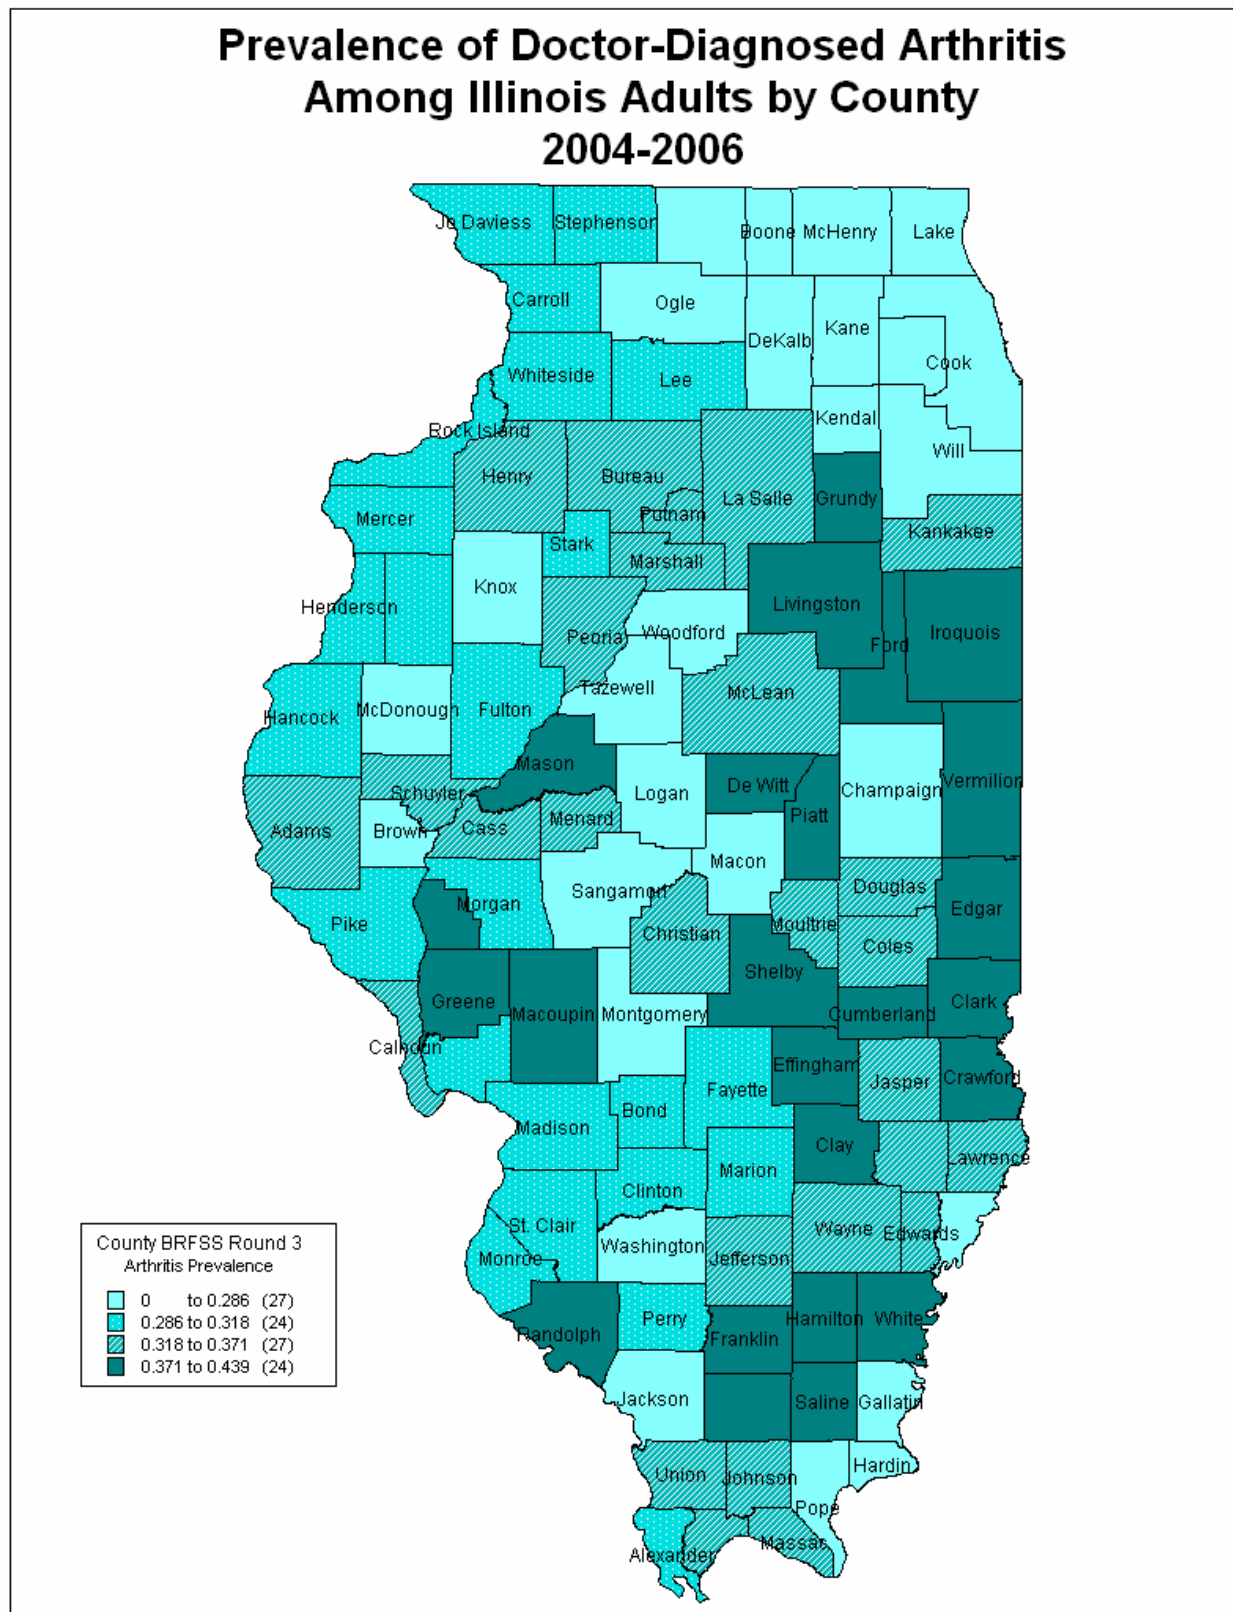 Prevalence of Doctor-Diagnosed Arthritis
Among Illinois Adults by County
2004-2006
Jo Daviess
Stephenson
Boone
McHenry
Lake
Carroll
Ogle
DeKalb
Kane
Cook
Whiteside
Lee
Kendal
Rock Island
Will
Henry
Bureau
La Salle
Grundy
Putnam
Mercer
Kankakee
Stark
Marshall
Knox
Henderson
Livingston
Peoria
Woodford
Ford
Iroquois
Tazewell
McLean
McDonough
Fulton
Hancock
Mason
De Witt
Vermilion
Schuyler
Logan
Champaign
Piatt
Menard
Adams
Brown
Cass
Macon
Douglas
Sangamon
Morgan
Edgar
Pike
Moultrie
Christian
Coles
Shelby
Greene
Macoupin
Montgomery
Cumberland
Clark
Calhoun
Effingham
Crawford
Jasper
Fayette
Bond
Madison
Clay
Lawrence
Marion
Clinton
St. Clair
Wayne
Edwards
Washington
Monroe
Jefferson
Perry
Hamilton
White
Randolph
Franklin
Jackson
Saline
Gallatin
Hardin
Union
Johnson
Pope
Massac
Alexander
County BRFSS Round 3
Arthritis Prevalence
0 to 0.286 (27)
0.286 to 0.318 (24)
0.318 to 0.371 (27)
0.371 to 0.439 (24)